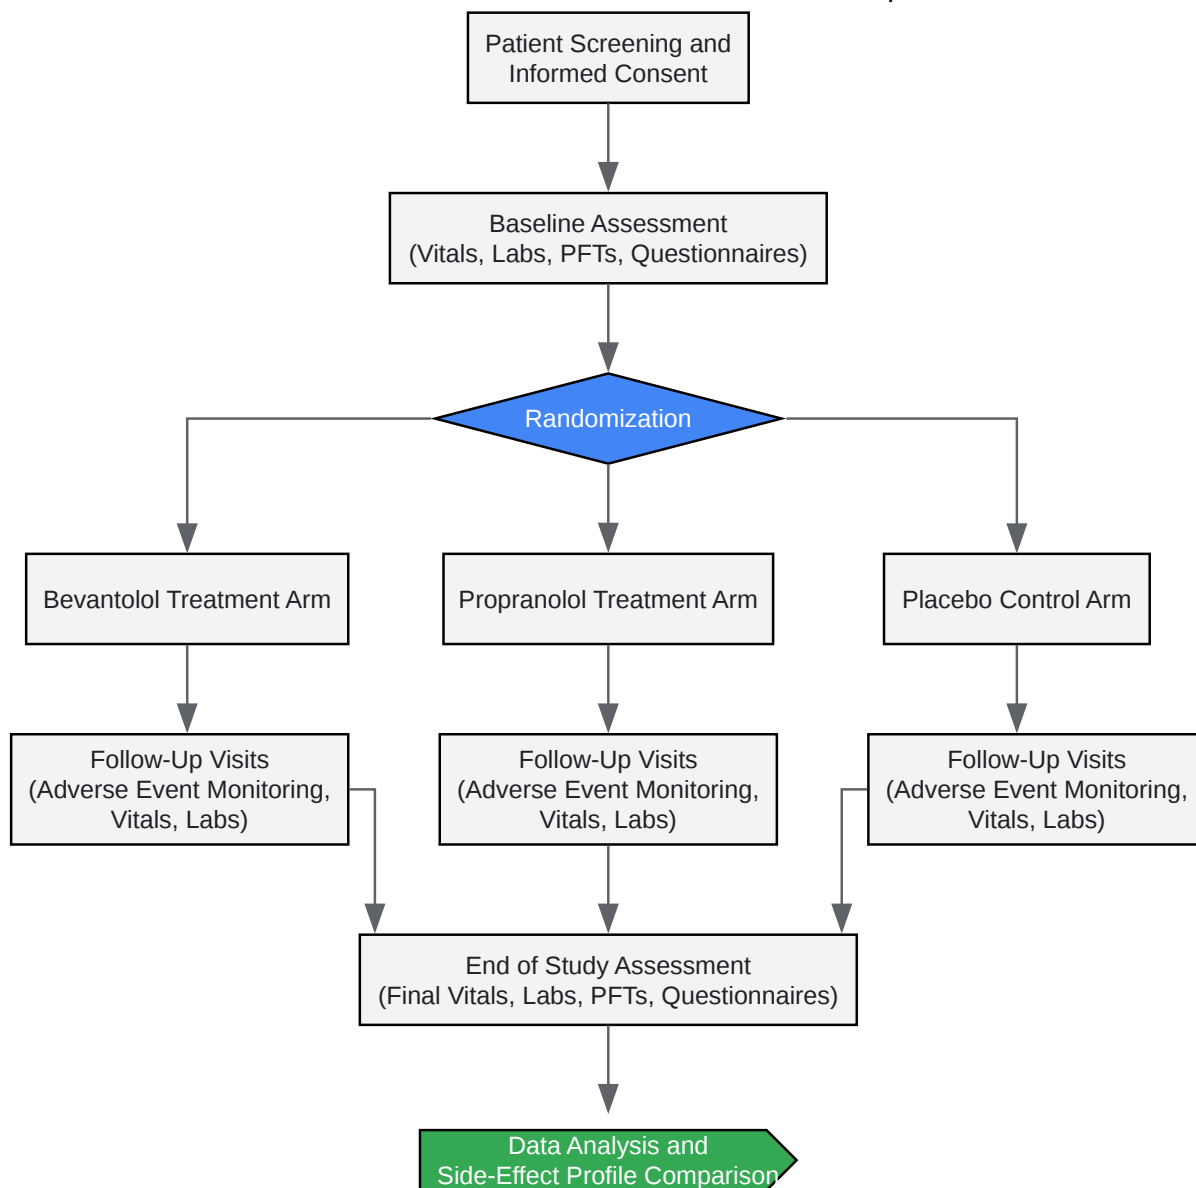 Patient Screening and
Informed Consent
Baseline Assessment
(Vitals, Labs, PFTs, Questionnaires)
Randomization
Bevantolol Treatment Arm
Propranolol Treatment Arm
Placebo Control Arm
Follow-Up Visits
(Adverse Event Monitoring,
Vitals, Labs)
Follow-Up Visits
(Adverse Event Monitoring,
Vitals, Labs)
Follow-Up Visits
(Adverse Event Monitoring,
Vitals, Labs)
End of Study Assessment
(Final Vitals, Labs, PFTs, Questionnaires)
Data Analysis and
Side-Effect Profile Comparison